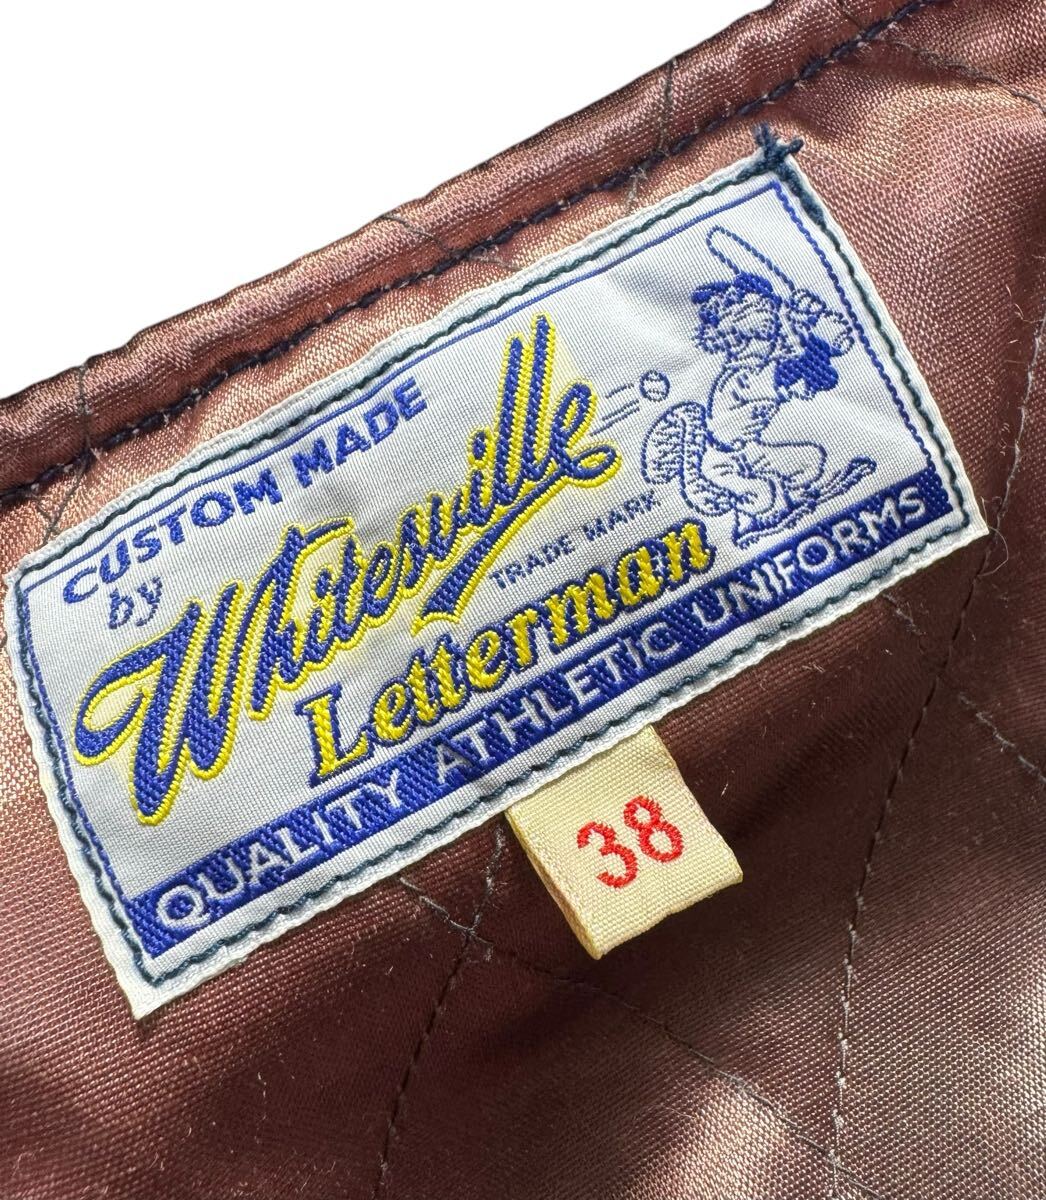 CUSTOM MADE
by
Whitesville
TRADE MARK
Letterman
QUALITY ATHLETIC UNIFORMS
38